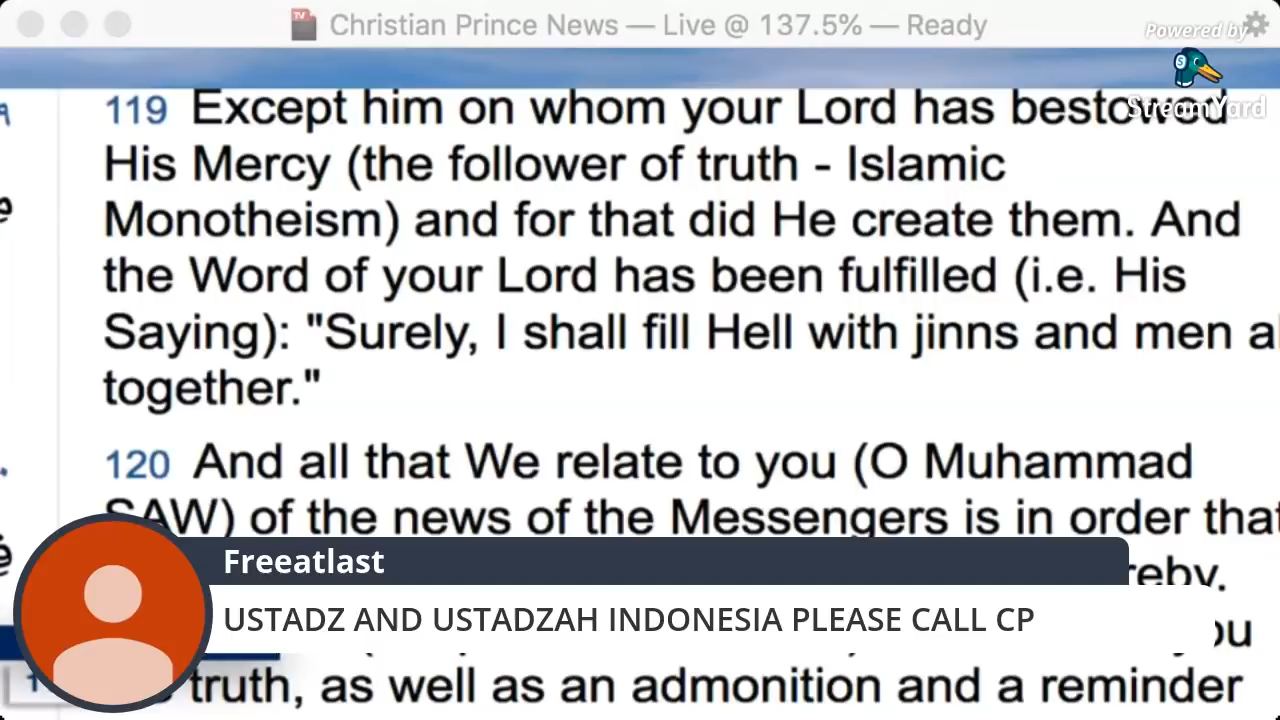 Christian Prince News — Live @ 137.5% — Ready
Powered by
StreamYard
119 Except him on whom your Lord has bestowed
His Mercy (the follower of truth - Islamic
Monotheism) and for that did He create them. And
the Word of your Lord has been fulfilled (i.e. His
Saying): "Surely, I shall fill Hell with jinns and men
together."
120 And all that We relate to you (O Muhammad
SAW) of the news of the Messengers is in order that
Freeatlast
USTADZ AND USTADZAH INDONESIA PLEASE CALL CP
truth, as well as an admonition and a reminder